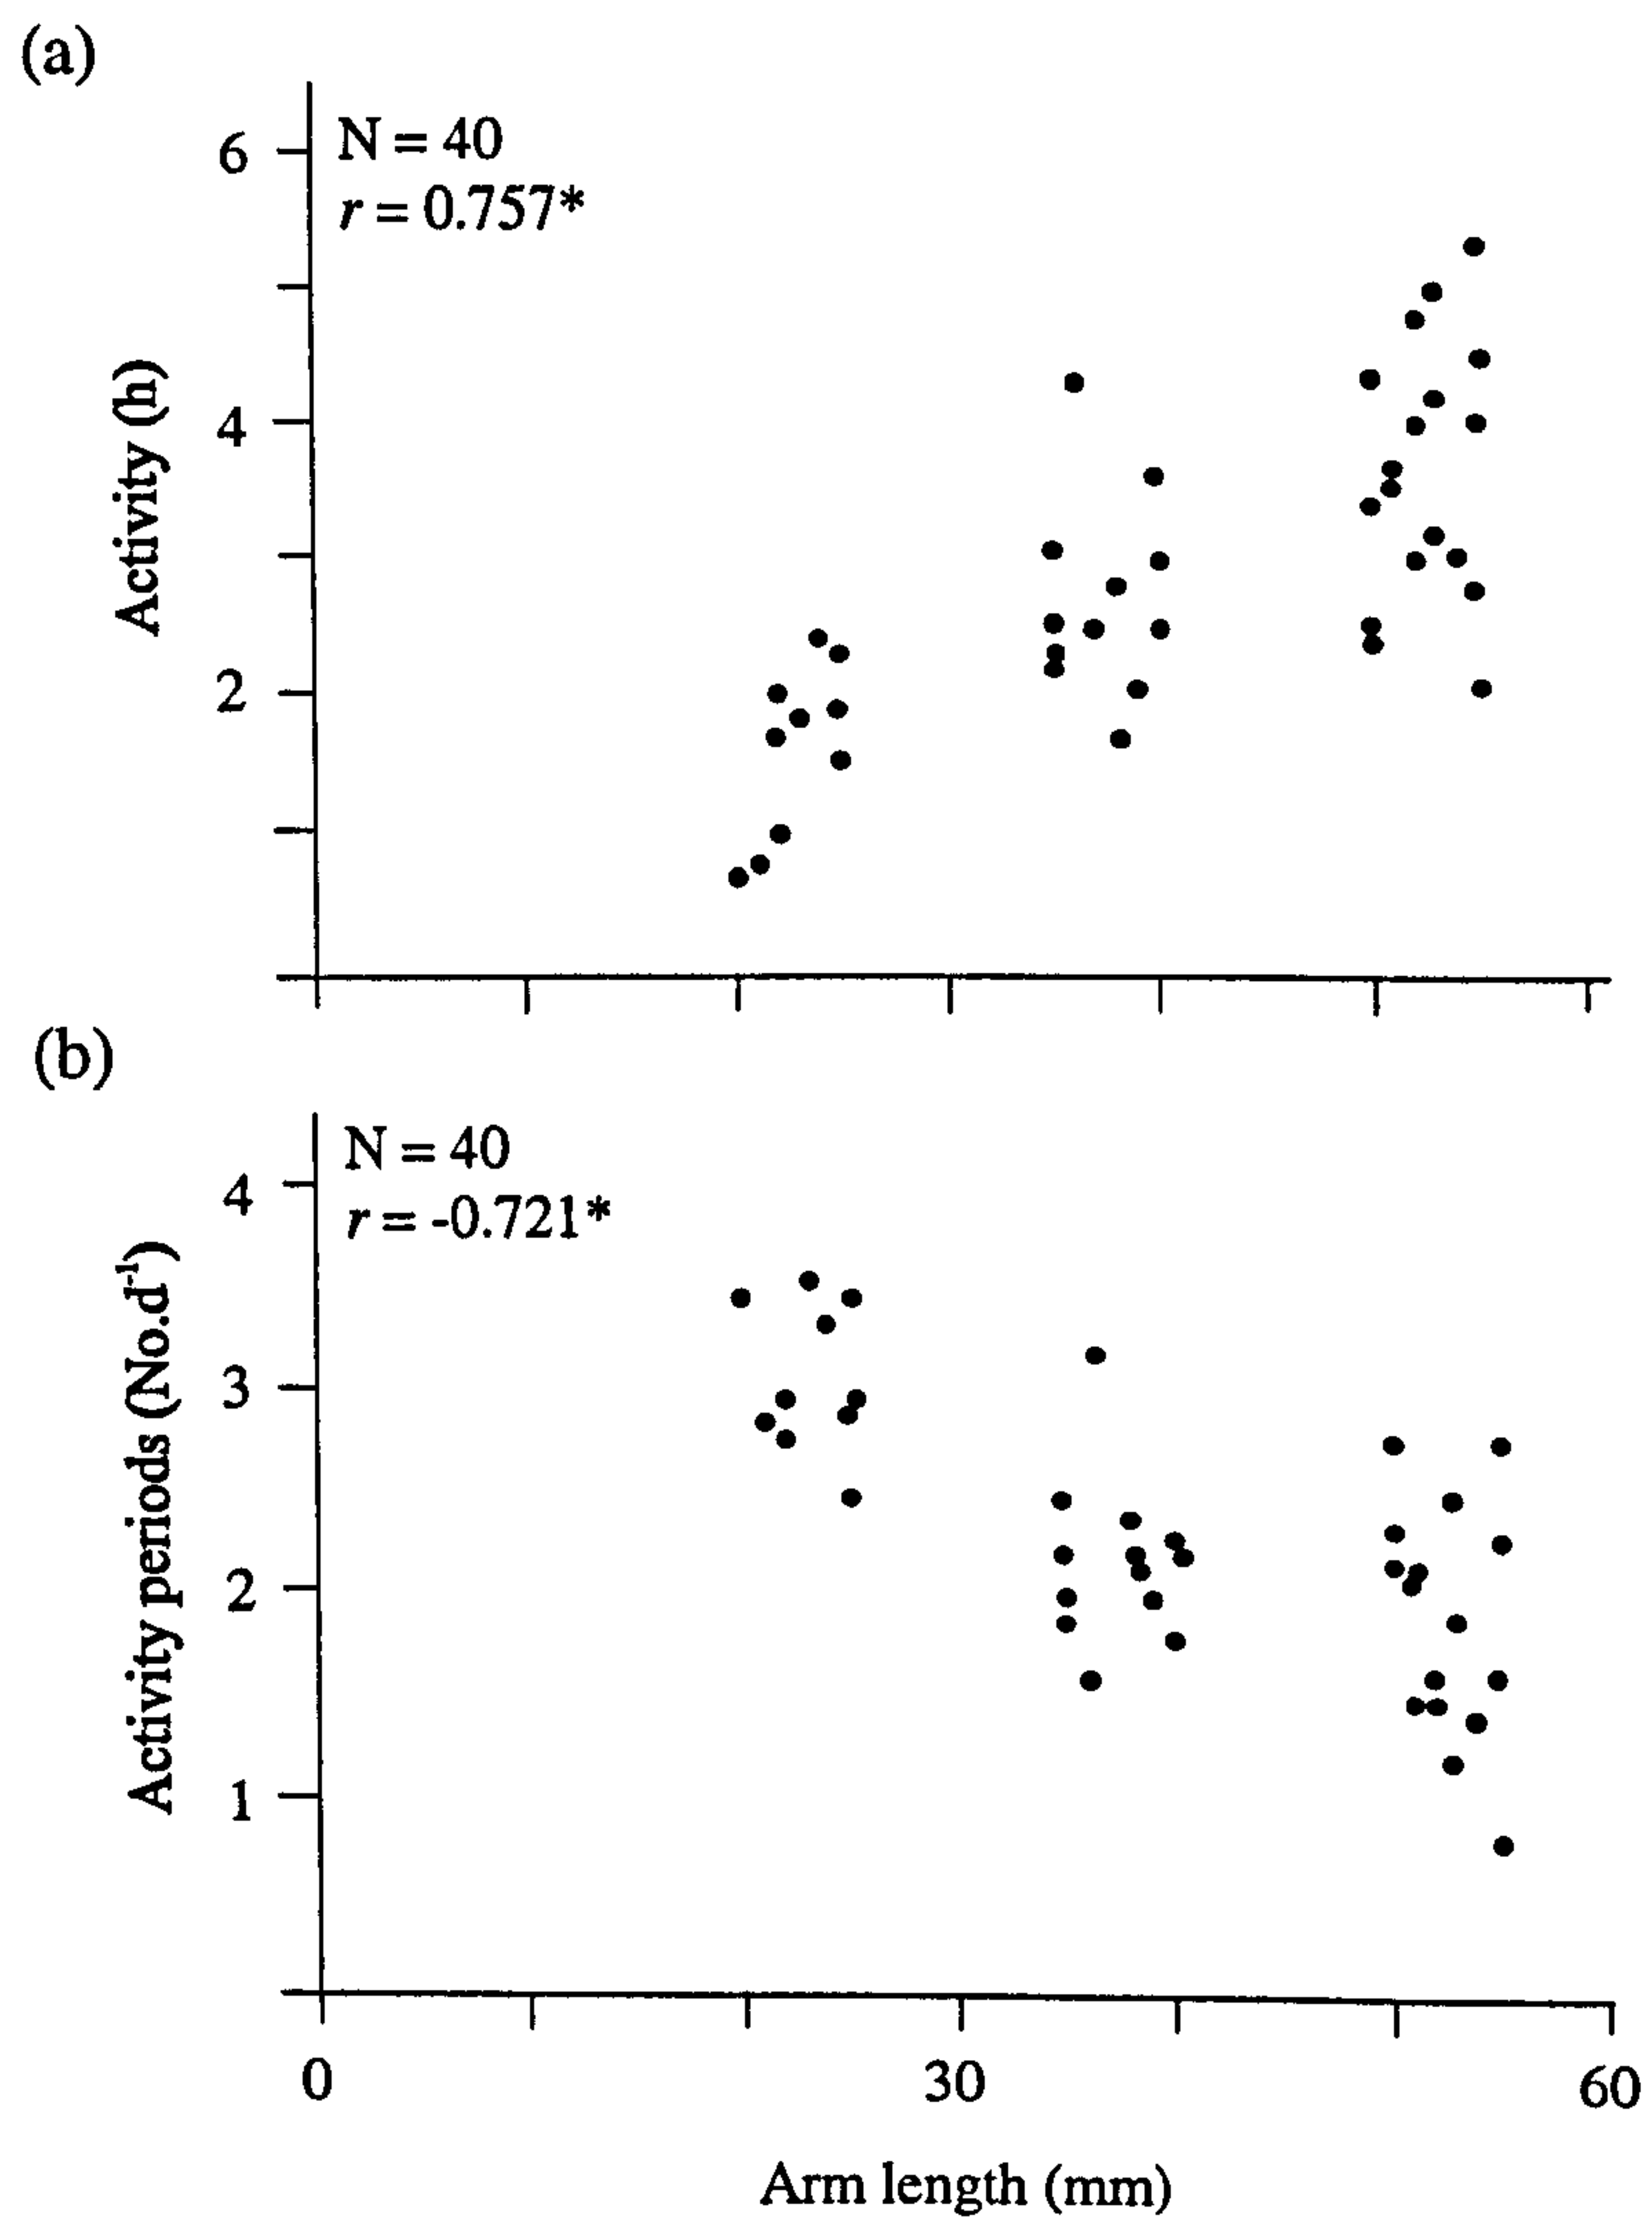 (a)
N = 40
r = 0.757*
6
4
2
Activity (h)
(b)
N = 40
r = -0.721*
4
3
2
1
Activity periods (No.d⁻¹)
0 30 60
Arm length (mm)